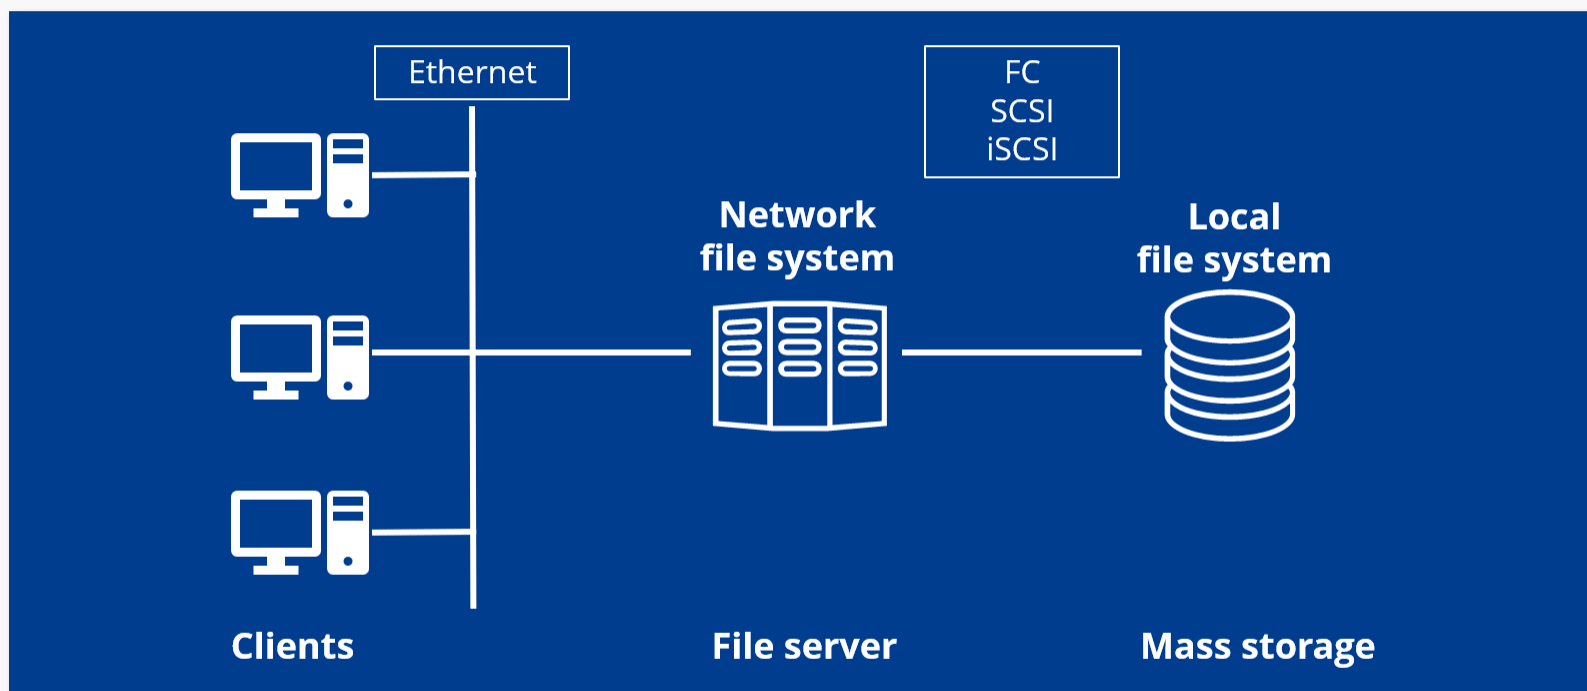 Ethernet
FC
SCSI
iSCSI
Network
file system
Local
file system
Clients
File server
Mass storage